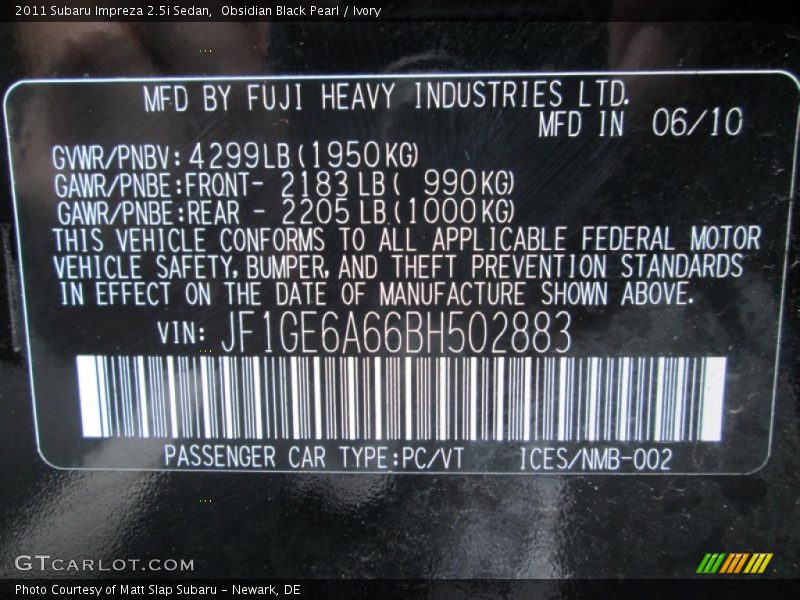 2011 Subaru Impreza 2.5i Sedan,  Obsidian Black Pearl / Ivory
MFD BY FUJI HEAVY INDUSTRIES LTD.
MFD IN 06/10
GVWR/PNBV: 4299LB(1950KG)
GAWR/PNBE:FRONT- 2183 LB( 990KG)
GAWR/PNBE:REAR - 2205 LB(1000KG)
THIS VEHICLE CONFORMS TO ALL APPLICABLE FEDERAL MOTOR
VEHICLE SAFETY, BUMPER, AND THEFT PREVENTION STANDARDS
IN EFFECT ON THE DATE OF MANUFACTURE SHOWN ABOVE.
VIN: JF1GE6A66BH502883
PASSENGER CAR TYPE:PC/VT ICES/NMB-002
GTCARLOT.COM
Photo Courtesy of Matt Slap Subaru - Newark, DE